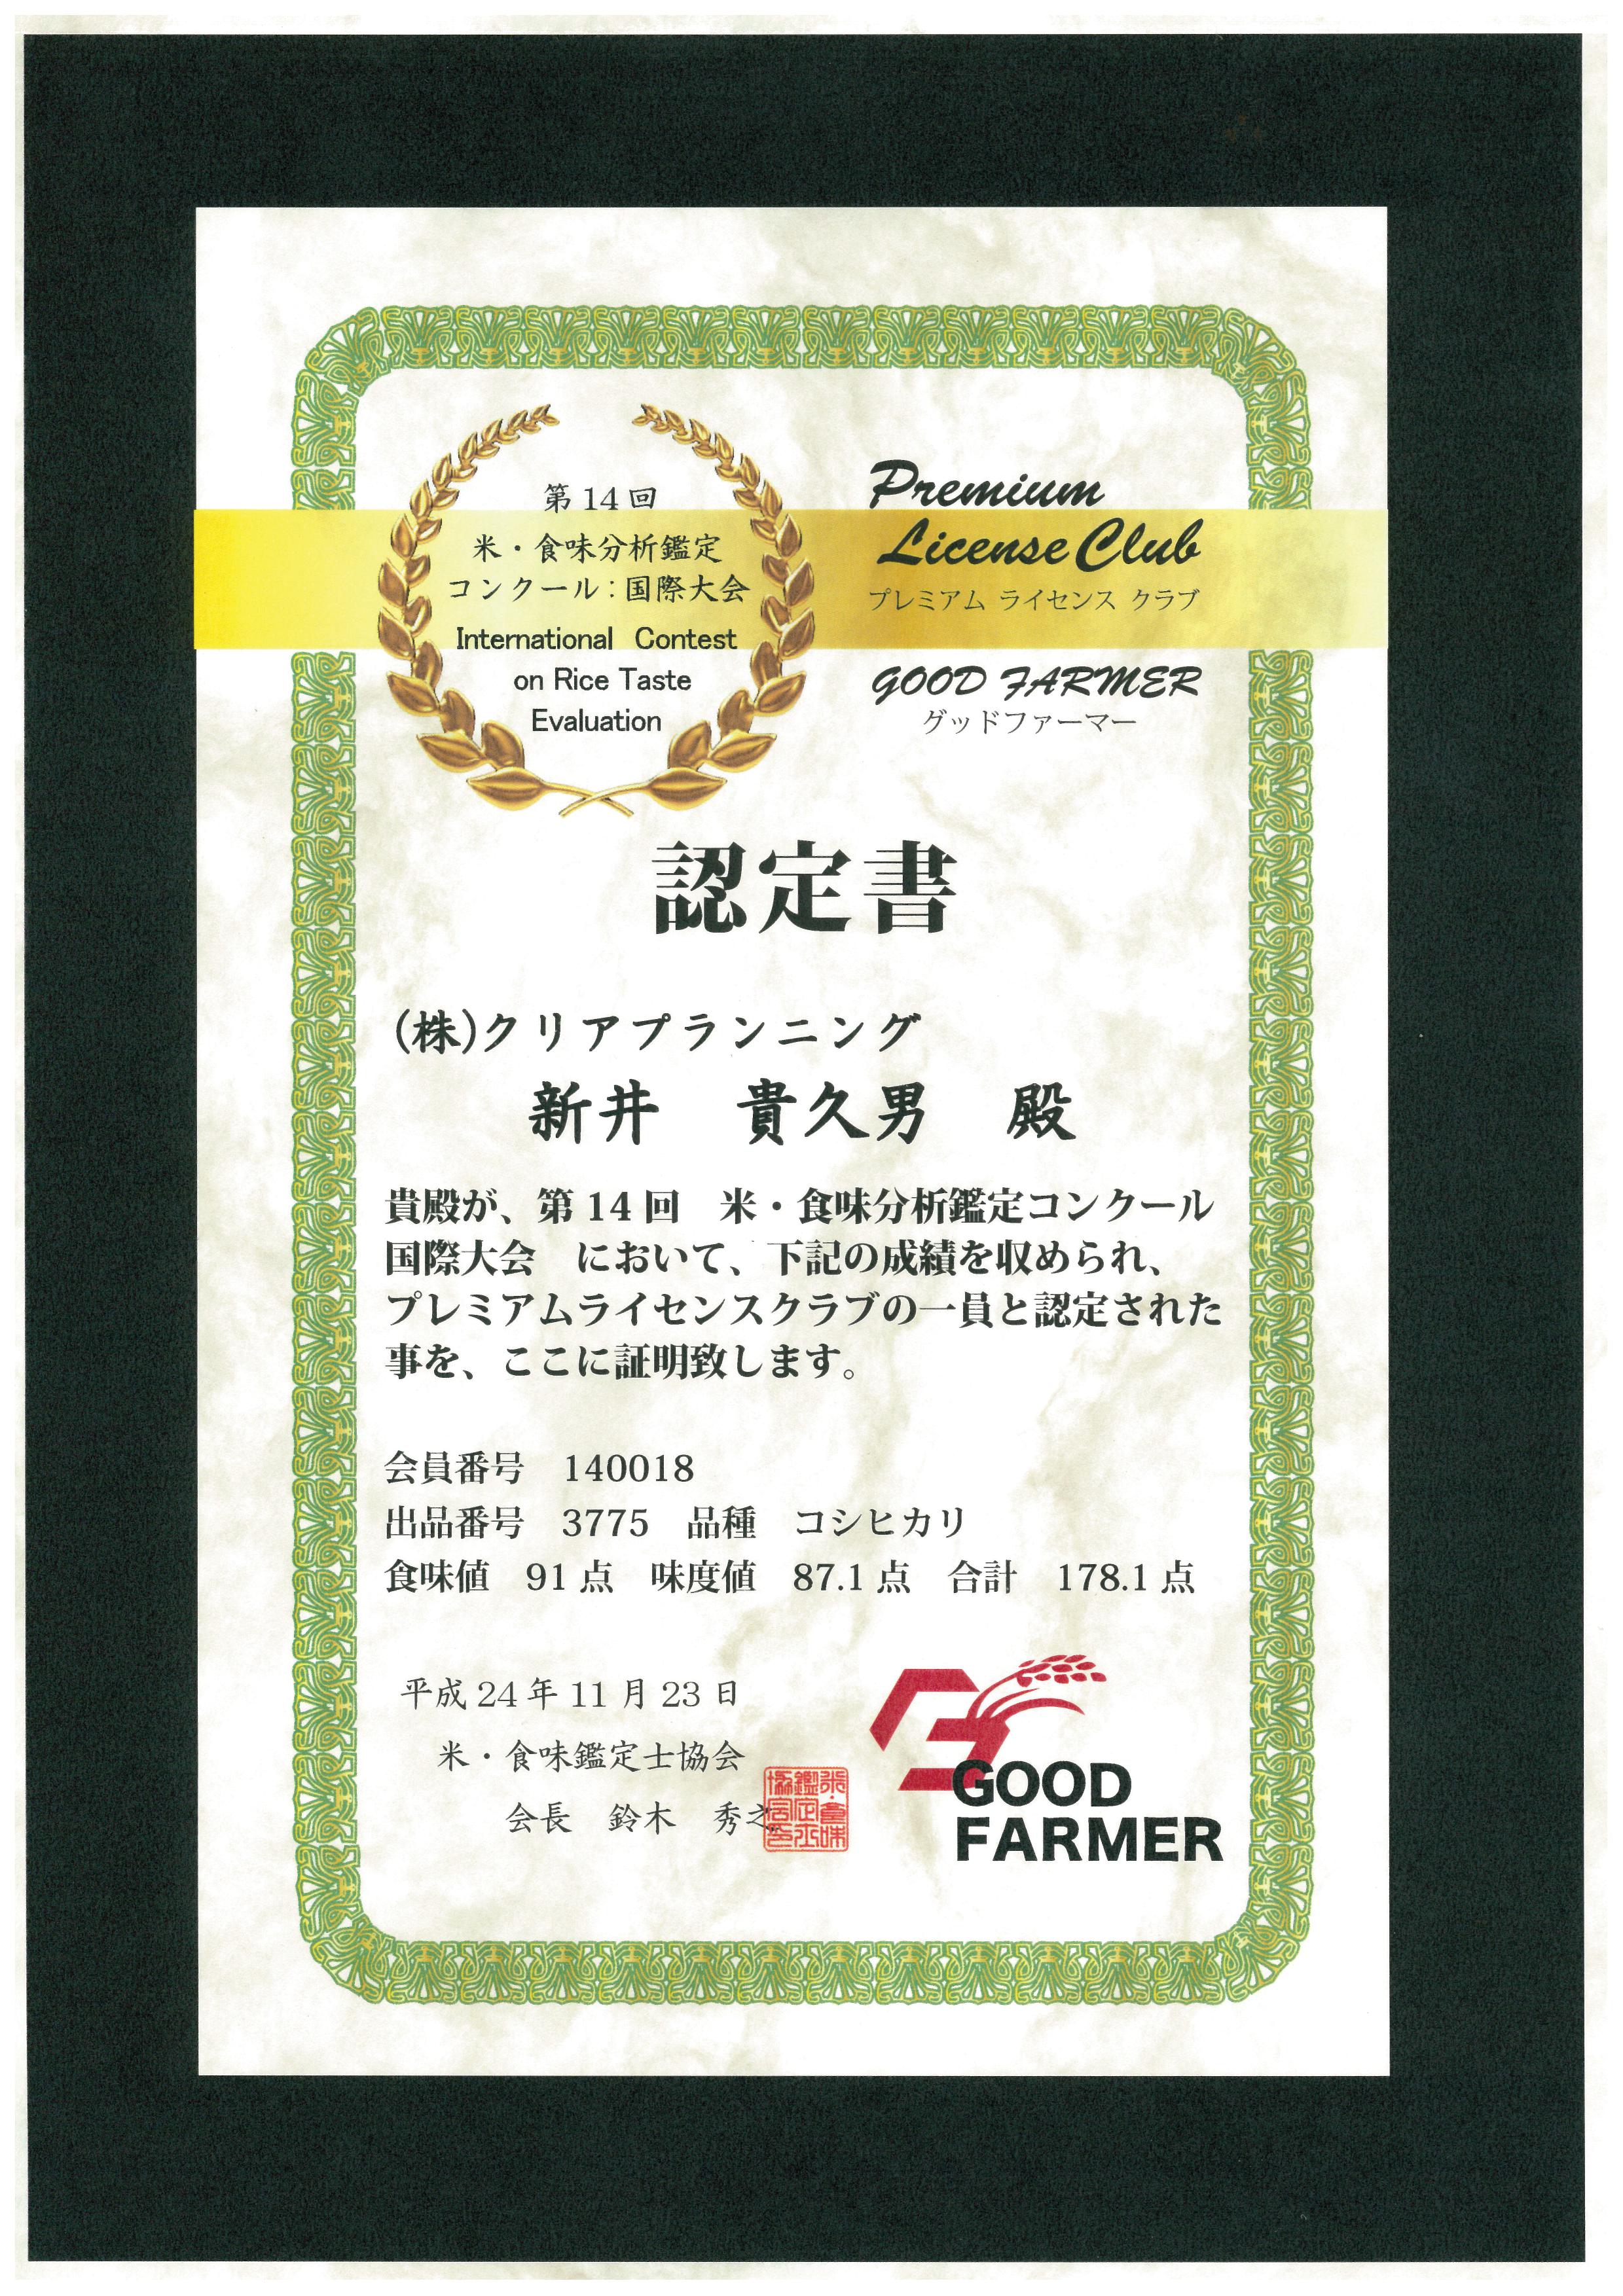 第14回
米・食味分析鑑定
コンクール:国際大会
International Contest
on Rice Taste
Evaluation
Premium
License Club
プレミアム ライセンス クラブ
GOOD FARMER
グッドファーマー
認定書
(株)クリアプランニング
新井 貴久男 殿
貴殿が、第14回 米・食味分析鑑定コンクール
国際大会 において、下記の成績を収められ、
プレミアムライセンスクラブの一員と認定された
事を、ここに証明致します。
会員番号 140018
出品番号 3775 品種 コシヒカリ
食味値 91点 味度値 87.1点 合計 178.1点
平成24年11月23日
米・食味鑑定士協会
会長 鈴木 秀之
GOOD
FARMER